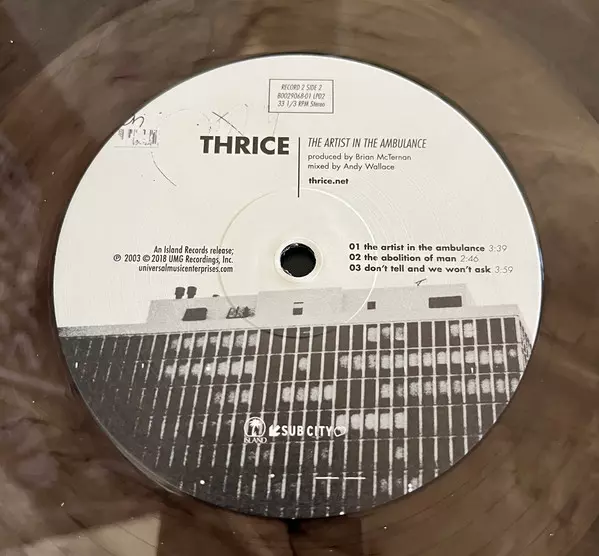 RECORD 2 SIDE 2
B0029068-01 LP02
33 1/3 RPM Stereo
THRICE
THE ARTIST IN THE AMBULANCE
produced by Brian McTernan
mixed by Andy Wallace
thrice.net
An Island Records release;
℗ 2003 © 2018 UMG Recordings, Inc.
universalmusicenterprises.com
01 the artist in the ambulance 3:39
02 the abolition of man 2:46
03 don't tell and we won't ask 3:59
ISLAND
SUB CITY